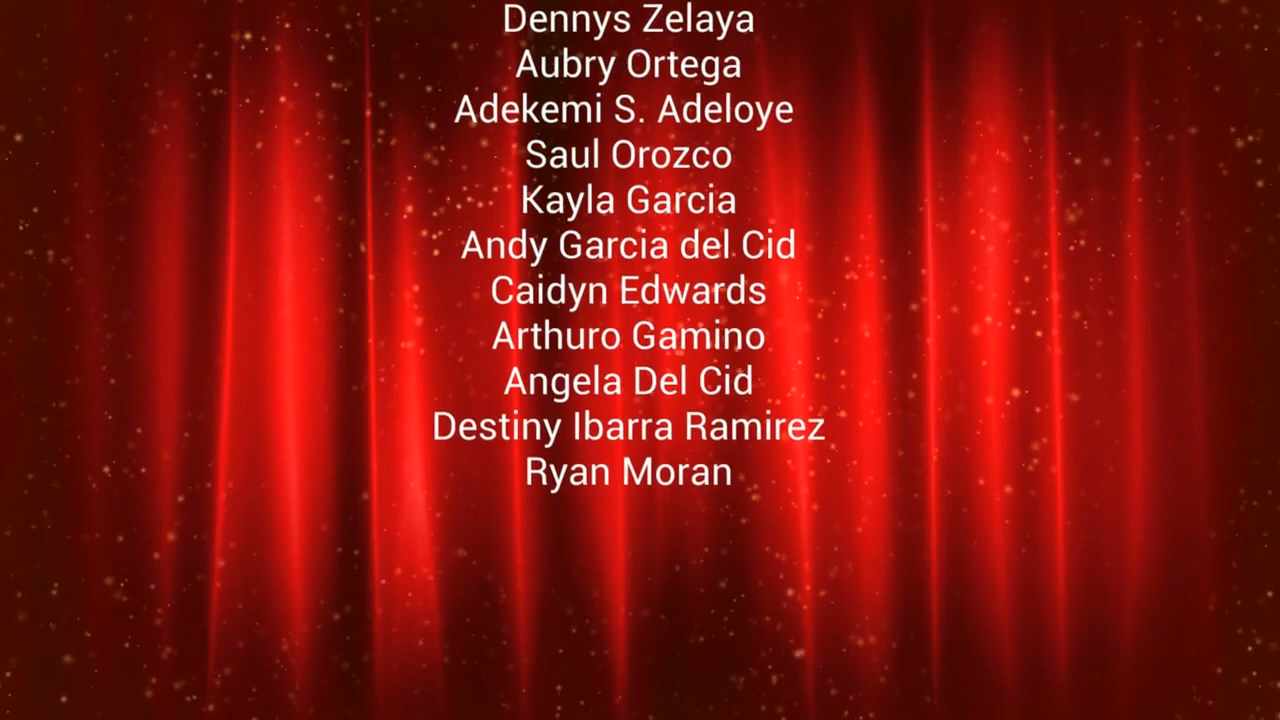 Dennys Zelaya
Aubry Ortega
Adekemi S. Adeloye
Saul Orozco
Kayla Garcia
Andy Garcia del Cid
Caidyn Edwards
Arthuro Gamino
Angela Del Cid
Destiny Ibarra Ramirez
Ryan Moran